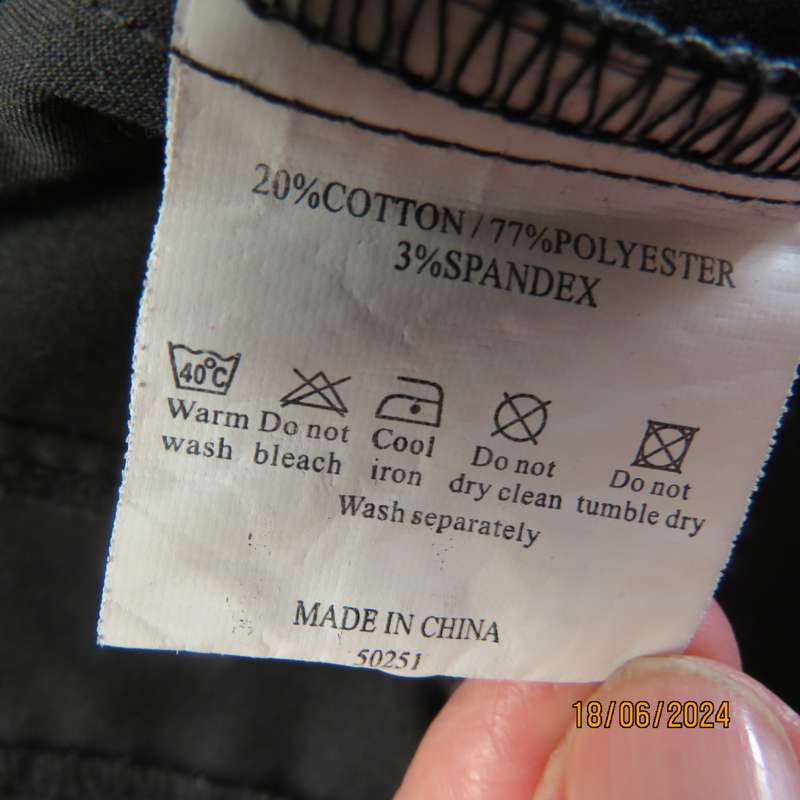 20%COTTON / 77%POLYESTER
3%SPANDEX
40°C
Warm wash
Do not bleach
Cool iron
Do not dry clean
Do not tumble dry
Wash separately
MADE IN CHINA
50251
18/06/2024